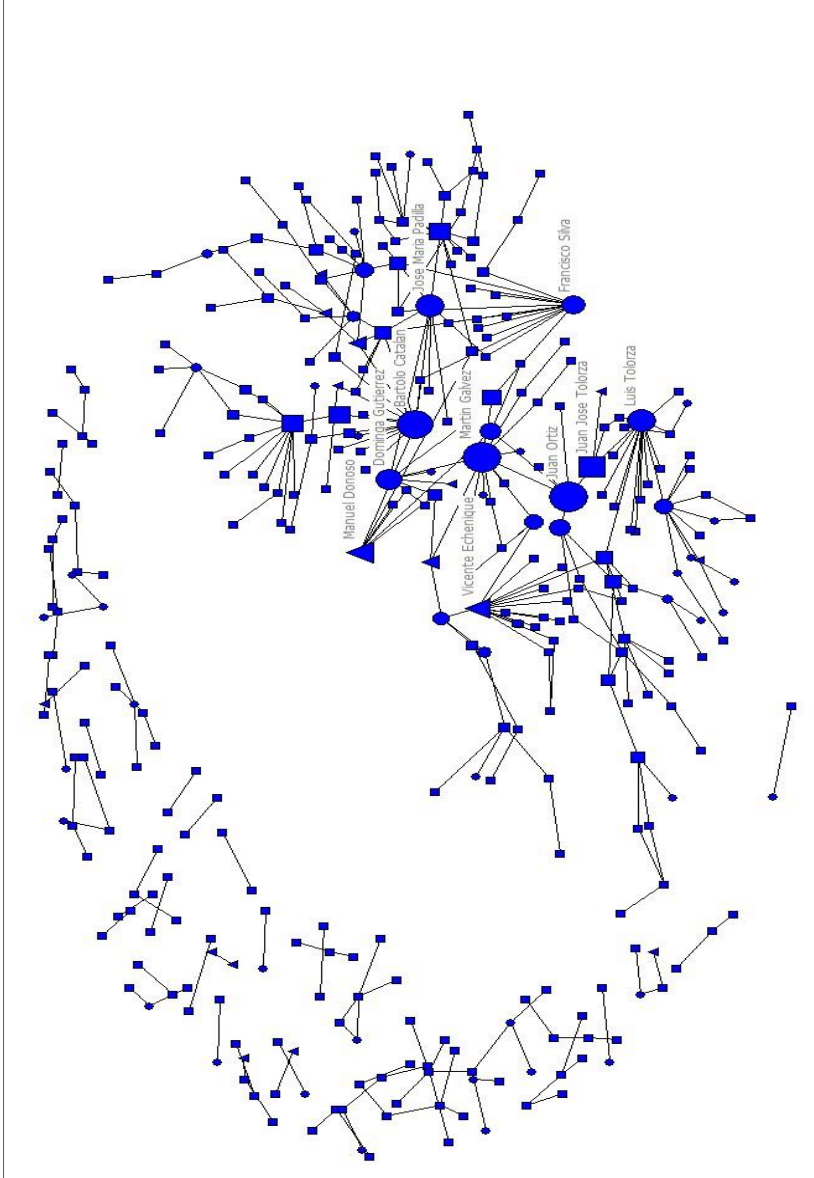 Manuel Donoso
Dominga Gutierrez
Bartolo Catalan
Jose Maria Padilla
Martin Galvez
Vicente Echenique
Juan Ortiz
Francisco Silva
Juan Jose Tolorza
Luis Tolorza